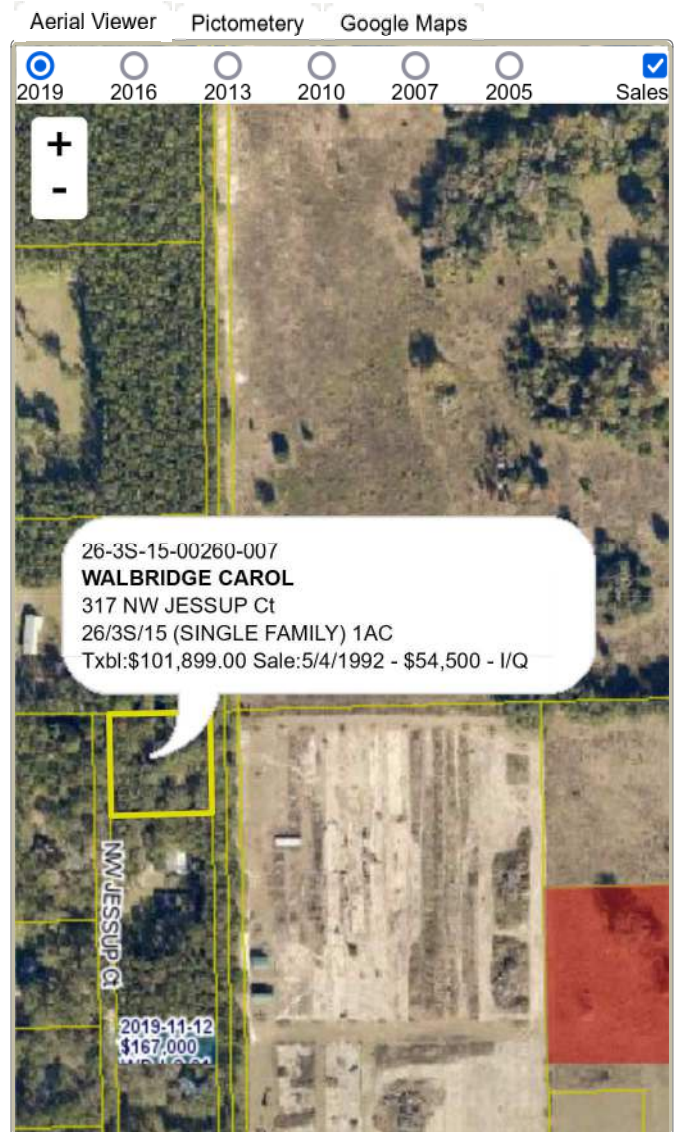 Aerial Viewer Pictometery Google Maps
2019 2016 2013 2010 2007 2005 Sales
+
-
26-3S-15-00260-007
WALBRIDGE CAROL
317 NW JESSUP Ct
26/3S/15 (SINGLE FAMILY) 1AC
Txbl:$101,899.00 Sale:5/4/1992 - $54,500 - I/Q
NW JESSUP Ct
2019-11-12
$167,000